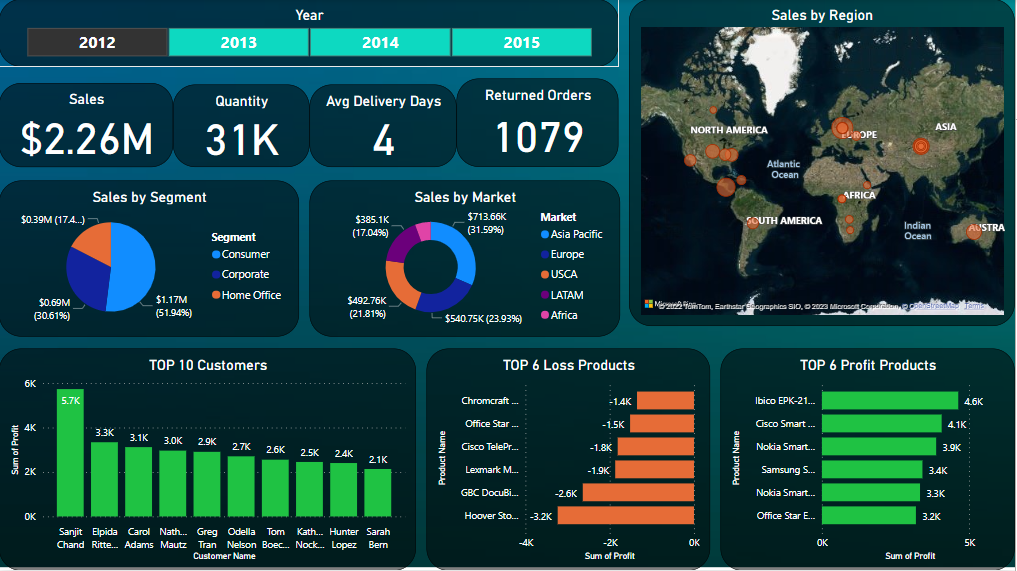 Year
2012
2013
2014
2015
Sales
$2.26M
Quantity
31K
Avg Delivery Days
4
Returned Orders
1079
Sales by Region
NORTH AMERICA
EUROPE
ASIA
Atlantic
Ocean
AFRICA
SOUTH AMERICA
Indian
Ocean
AUSTRA
© 2022 TomTom, Earthstar Geographics SIO, © 2023 Microsoft Corporation, © OpenStreetMap Terms
Sales by Segment
$0.39M (17.4...)
$0.69M
(30.61%)
$1.17M
(51.94%)
Segment
Consumer
Corporate
Home Office
Sales by Market
$385.1K
(17.04%)
$713.66K
(31.59%)
$492.76K
(21.81%)
$540.75K (23.93%)
Market
Asia Pacific
Europe
USCA
LATAM
Africa
TOP 10 Customers
Sum of Profit
6K
4K
2K
0K
5.7K
3.3K
3.1K
3.0K
2.9K
2.7K
2.6K
2.5K
2.4K
2.1K
Sanjit
Chand
Elpida
Ritte...
Carol
Adams
Nath...
Mautz
Greg
Tran
Odella
Nelson
Tom
Boec...
Kath...
Nock...
Hunter
Lopez
Sarah
Bern
Customer Name
TOP 6 Loss Products
Product Name
Chromcraft ...
-1.4K
Office Star ...
-1.5K
Cisco TelePr...
-1.8K
Lexmark M...
-1.9K
GBC DocuBi...
-2.6K
Hoover Sto...
-3.2K
-4K
-2K
0K
Sum of Profit
TOP 6 Profit Products
Product Name
Ibico EPK-21...
4.6K
Cisco Smart ...
4.1K
Nokia Smart...
3.9K
Samsung S...
3.4K
Nokia Smart...
3.3K
Office Star E...
3.2K
0K
5K
Sum of Profit